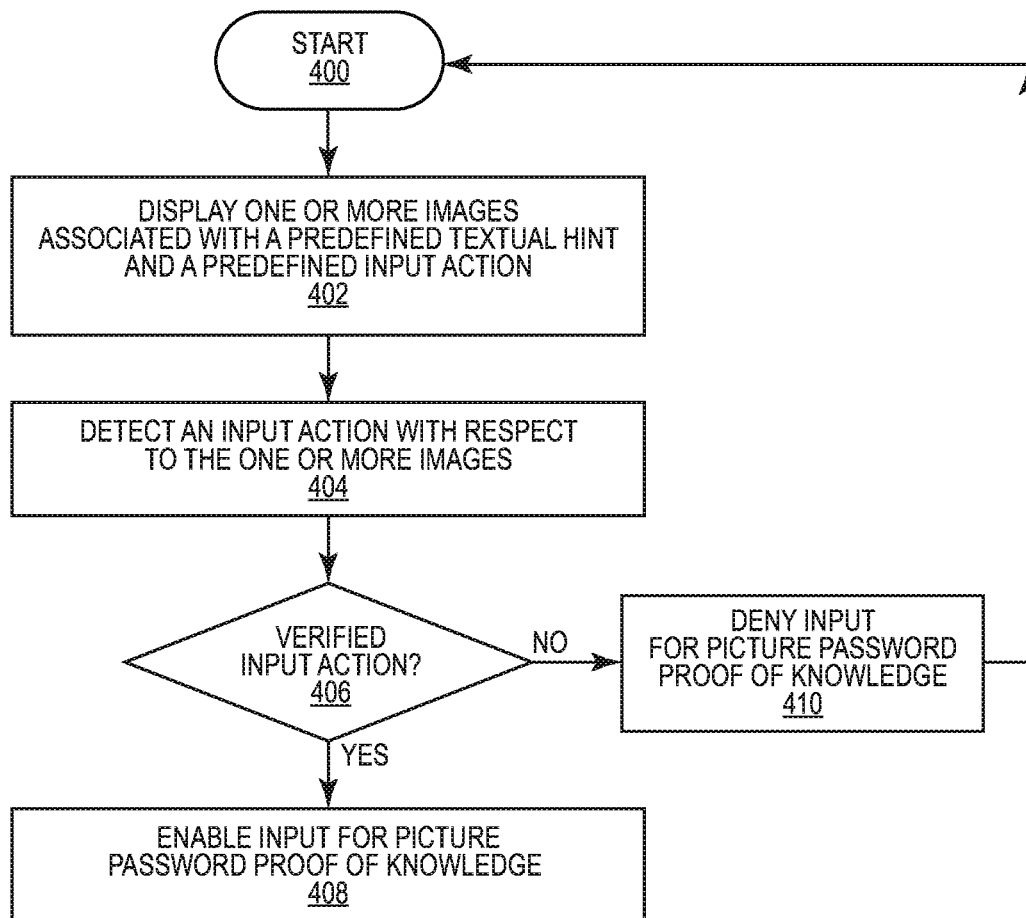 START
400
DISPLAY ONE OR MORE IMAGES
ASSOCIATED WITH A PREDEFINED TEXTUAL HINT
AND A PREDEFINED INPUT ACTION
402
DETECT AN INPUT ACTION WITH RESPECT
TO THE ONE OR MORE IMAGES
404
VERIFIED
INPUT ACTION?
406
NO
DENY INPUT
FOR PICTURE PASSWORD
PROOF OF KNOWLEDGE
410
YES
ENABLE INPUT FOR PICTURE
PASSWORD PROOF OF KNOWLEDGE
408